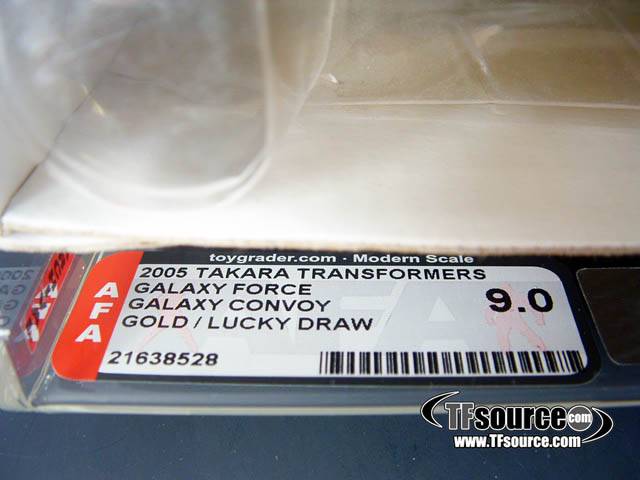 toygrader.com · Modern Scale
AFA
2005 TAKARA TRANSFORMERS
GALAXY FORCE
GALAXY CONVOY
GOLD / LUCKY DRAW
9.0
21638528
TFsource.com
www.TFsource.com